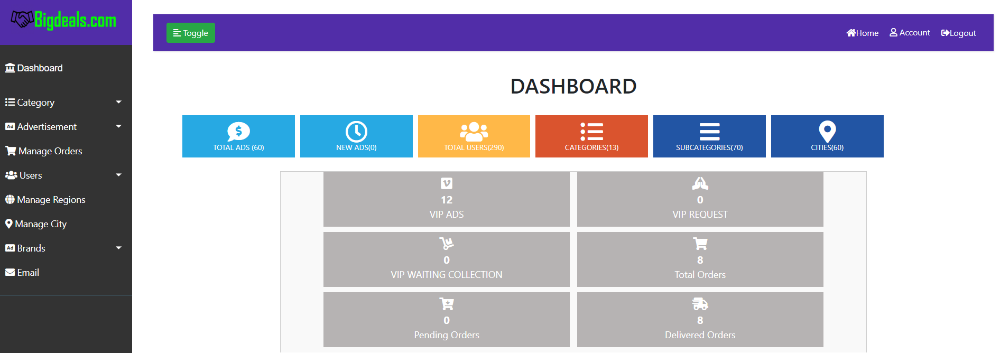 Bigdeals.com
Toggle
Home Account Logout
Dashboard
Category
Ad Advertisement
Manage Orders
Users
Manage Regions
Manage City
Ad Brands
Email
DASHBOARD
TOTAL ADS (60)
NEW ADS(0)
TOTAL USERS(290)
CATEGORIES(13)
SUBCATEGORIES(70)
CITIES(60)
12
VIP ADS
0
VIP REQUEST
0
VIP WAITING COLLECTION
8
Total Orders
0
Pending Orders
8
Delivered Orders